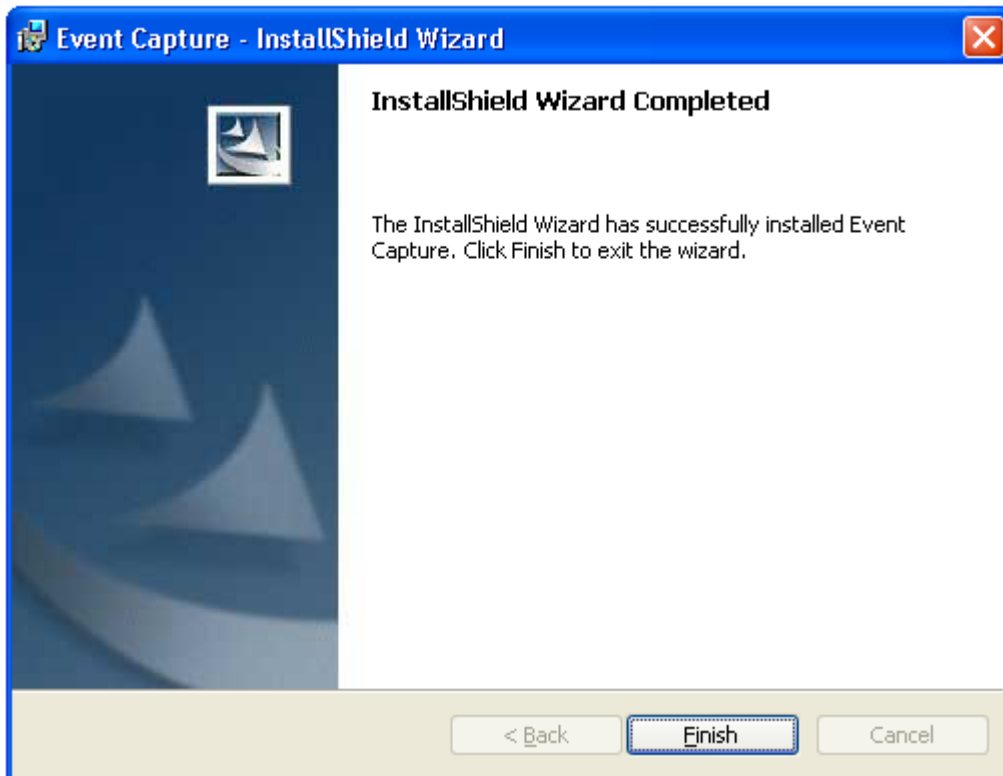 Event Capture - InstallShield Wizard
InstallShield Wizard Completed
The InstallShield Wizard has successfully installed Event
Capture. Click Finish to exit the wizard.
< Back
Finish
Cancel